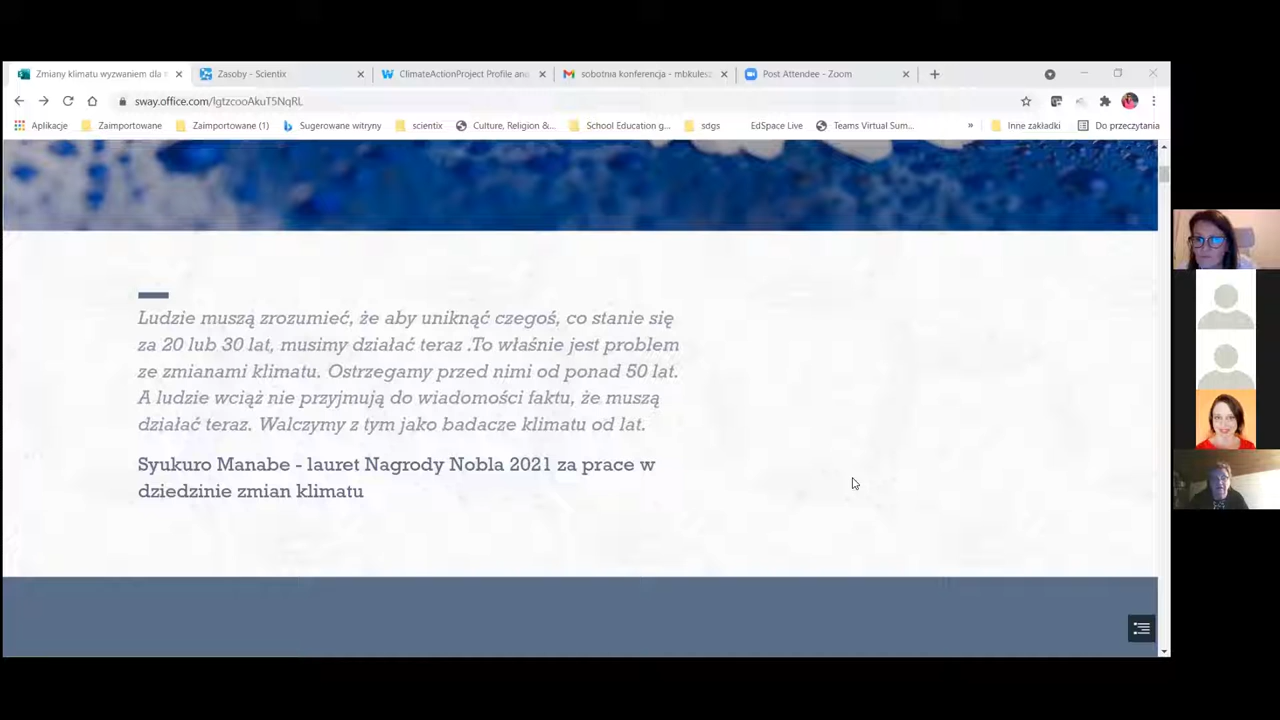 Zmiany klimatu wyzwaniem dla
Zasoby - Scientix
ClimateActionProject Profile and
sobotnia konferencja - mbkulesz
Post Attendee - Zoom
sway.office.com/lgtzcooAkuT5NqRL
Aplikacje
Zaimportowane
Zaimportowane (1)
Sugerowane witryny
scientix
Culture, Religion &...
School Education g...
sdgs
EdSpace Live
Teams Virtual Sum...
»
Inne zakładki
Do przeczytania
Ludzie muszą zrozumieć, że aby uniknąć czegoś, co stanie się
za 20 lub 30 lat, musimy działać teraz .To właśnie jest problem
ze zmianami klimatu. Ostrzegamy przed nimi od ponad 50 lat.
A ludzie wciąż nie przyjmują do wiadomości faktu, że muszą
działać teraz. Walczymy z tym jako badacze klimatu od lat.
Syukuro Manabe - lauret Nagrody Nobla 2021 za prace w
dziedzinie zmian klimatu